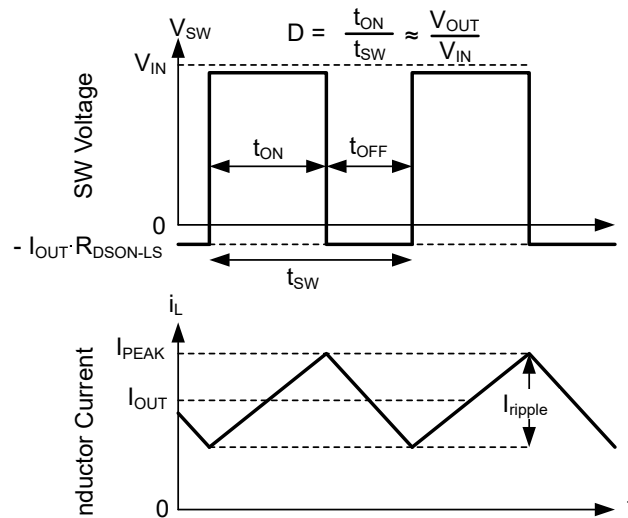 V_SW
D = t_ON / t_SW ≈ V_OUT / V_IN
V_IN
SW Voltage
t_ON
t_OFF
0
- I_OUT·R_DSON-LS
t_SW
i_L
I_PEAK
nductor Current
I_OUT
I_ripple
0